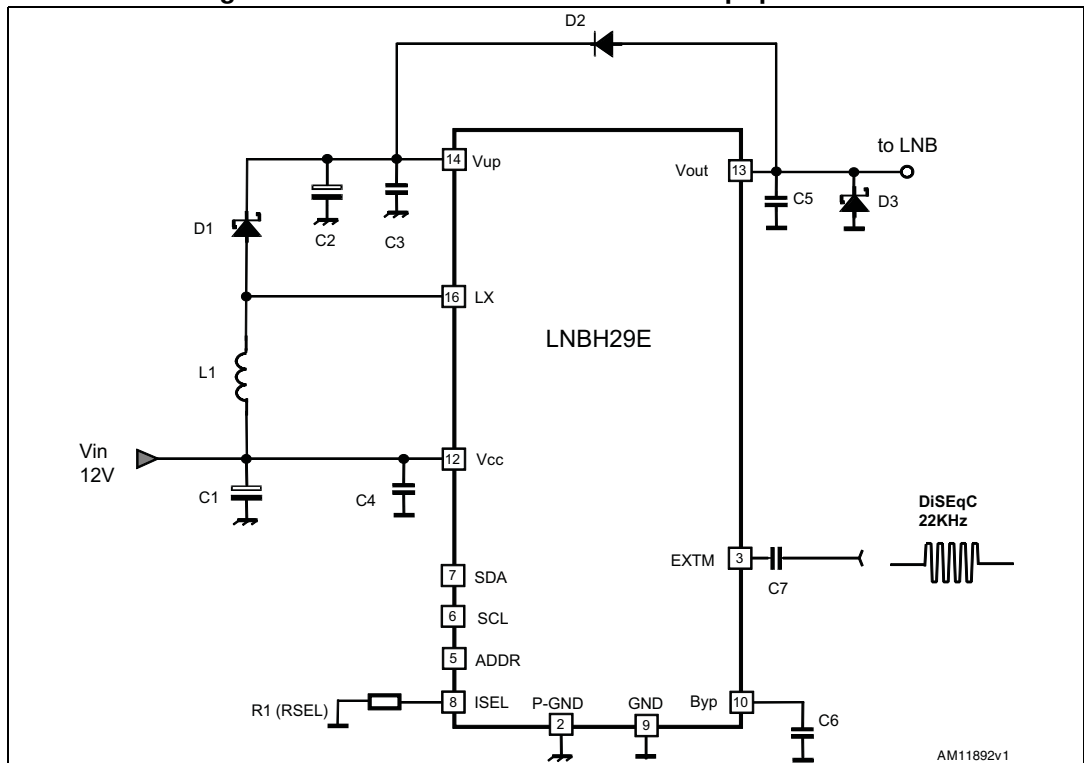 D2
to LNB
14
Vup
Vout
13
C5
D3
D1
C2
C3
16
LX
LNBH29E
L1
Vin
12V
12
Vcc
C1
C4
DiSEqC
22KHz
EXTM
3
C7
7
SDA
6
SCL
5
ADDR
R1 (RSEL)
8
ISEL
P-GND
GND
Byp
10
2
9
C6
AM11892v1